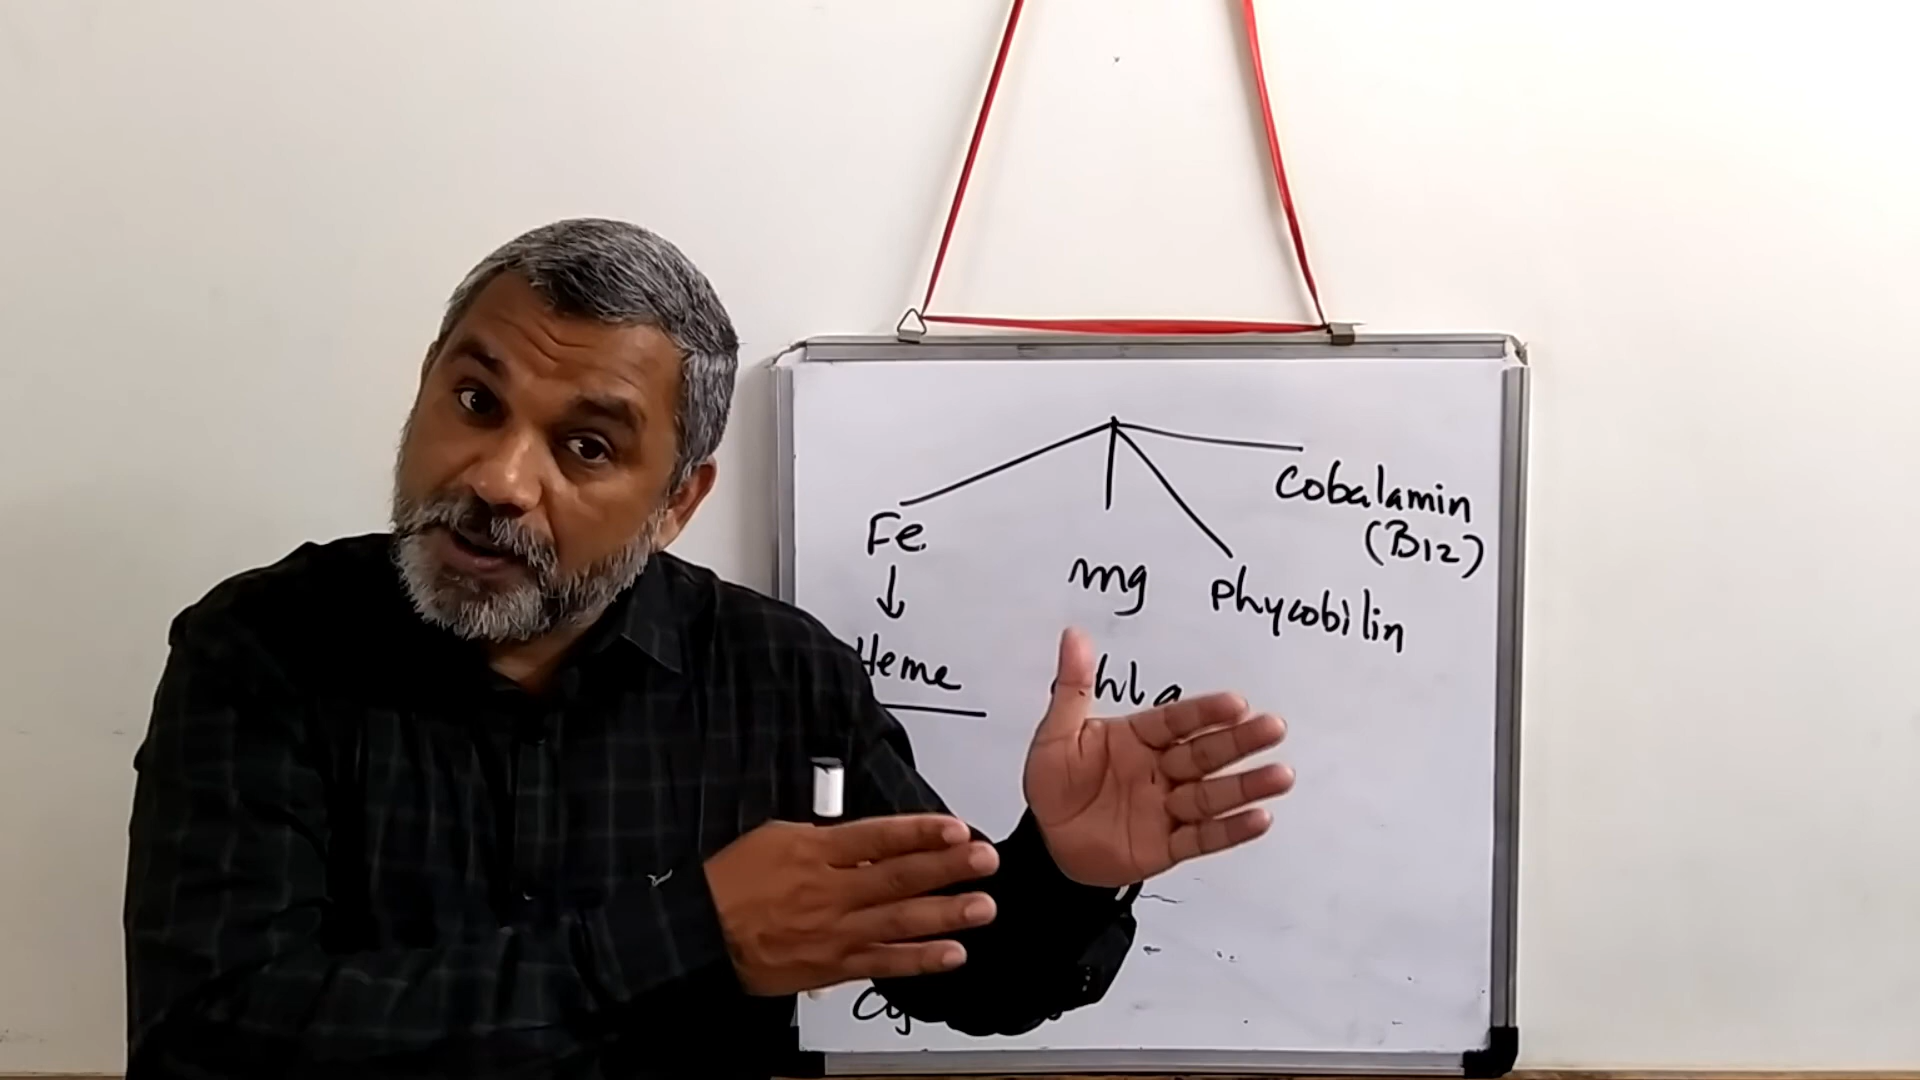 Fe
↓
Heme
mg
phycobilin
Cobalamin
(B12)